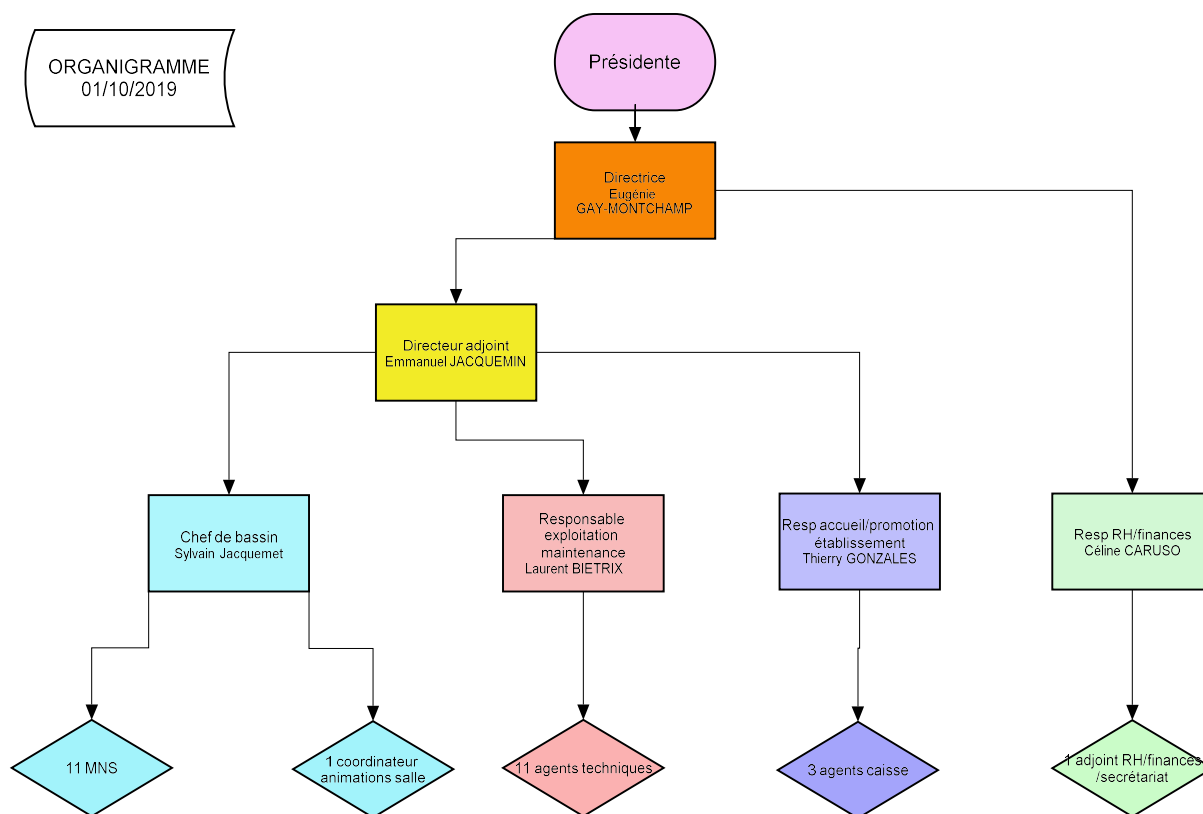 ORGANIGRAMME
01/10/2019
Présidente
Directrice
Eugénie
GAY-MONTCHAMP
Directeur adjoint
Emmanuel JACQUEMIN
Chef de bassin
Sylvain Jacquemet
Responsable
exploitation
maintenance
Laurent BIETRIX
Resp accueil/promotion
établissement
Thierry GONZALES
Resp RH/finances
Céline CARUSO
11 MNS
1 coordinateur
animations salle
11 agents techniques
3 agents caisse
1 adjoint RH/finances
/secrétariat